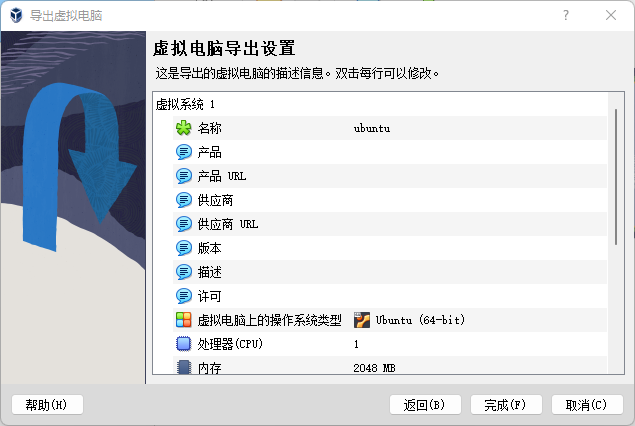 导出虚拟电脑
虚拟电脑导出设置
这是导出的虚拟电脑的描述信息。双击每行可以修改。
虚拟系统 1
名称 ubuntu
产品
产品 URL
供应商
供应商 URL
版本
描述
许可
虚拟电脑上的操作系统类型 Ubuntu (64-bit)
处理器(CPU) 1
内存 2048 MB
帮助(H) 返回(B) 完成(F) 取消(C)